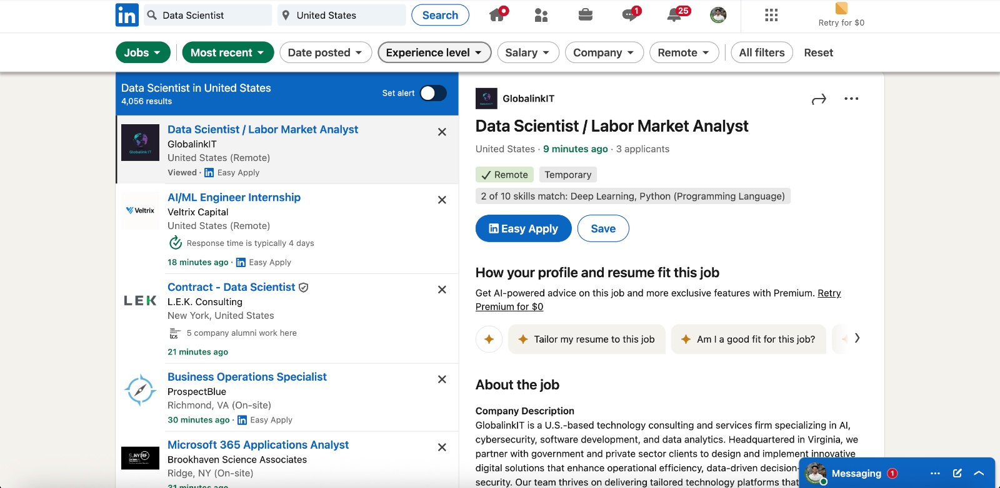 in Data Scientist United States Search 1 25
Retry for $0
Jobs Most recent Date posted Experience level Salary Company Remote All filters Reset
Data Scientist in United States
4,056 results
Set alert
GlobalinkIT
Data Scientist / Labor Market Analyst
GlobalinkIT
United States (Remote)
Viewed · in Easy Apply
Veltrix
AI/ML Engineer Internship
Veltrix Capital
United States (Remote)
Response time is typically 4 days
18 minutes ago · in Easy Apply
LEK
Contract - Data Scientist
L.E.K. Consulting
New York, United States
5 company alumni work here
21 minutes ago
Business Operations Specialist
ProspectBlue
Richmond, VA (On-site)
30 minutes ago · in Easy Apply
Microsoft 365 Applications Analyst
Brookhaven Science Associates
Ridge, NY (On-site)
31 minutes ago
GlobalinkIT
Data Scientist / Labor Market Analyst
United States · 9 minutes ago · 3 applicants
Remote Temporary
2 of 10 skills match: Deep Learning, Python (Programming Language)
in Easy Apply Save
How your profile and resume fit this job
Get AI-powered advice on this job and more exclusive features with Premium. Retry
Premium for $0
Tailor my resume to this job Am I a good fit for this job?
About the job
Company Description
GlobalinkIT is a U.S.-based technology consulting and services firm specializing in AI,
cybersecurity, software development, and data analytics. Headquartered in Virginia, we
partner with government and private sector clients to design and implement innovative
digital solutions that enhance operational efficiency, data-driven decision-
security. Our team thrives on delivering tailored technology platforms that
Messaging 1